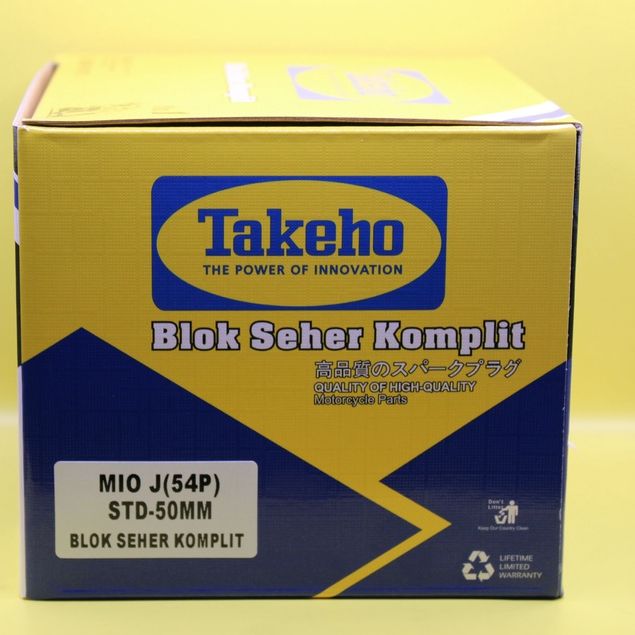 Takeho
THE POWER OF INNOVATION
Blok Seher Komplit
高品質のスパークプラグ
QUALITY OF HIGH-QUALITY
Motorcycle Parts
MIO J(54P)
STD-50MM
BLOK SEHER KOMPLIT
Don't
Litter
Keep Our Country Clean
LIFETIME
LIMITED
WARRANTY